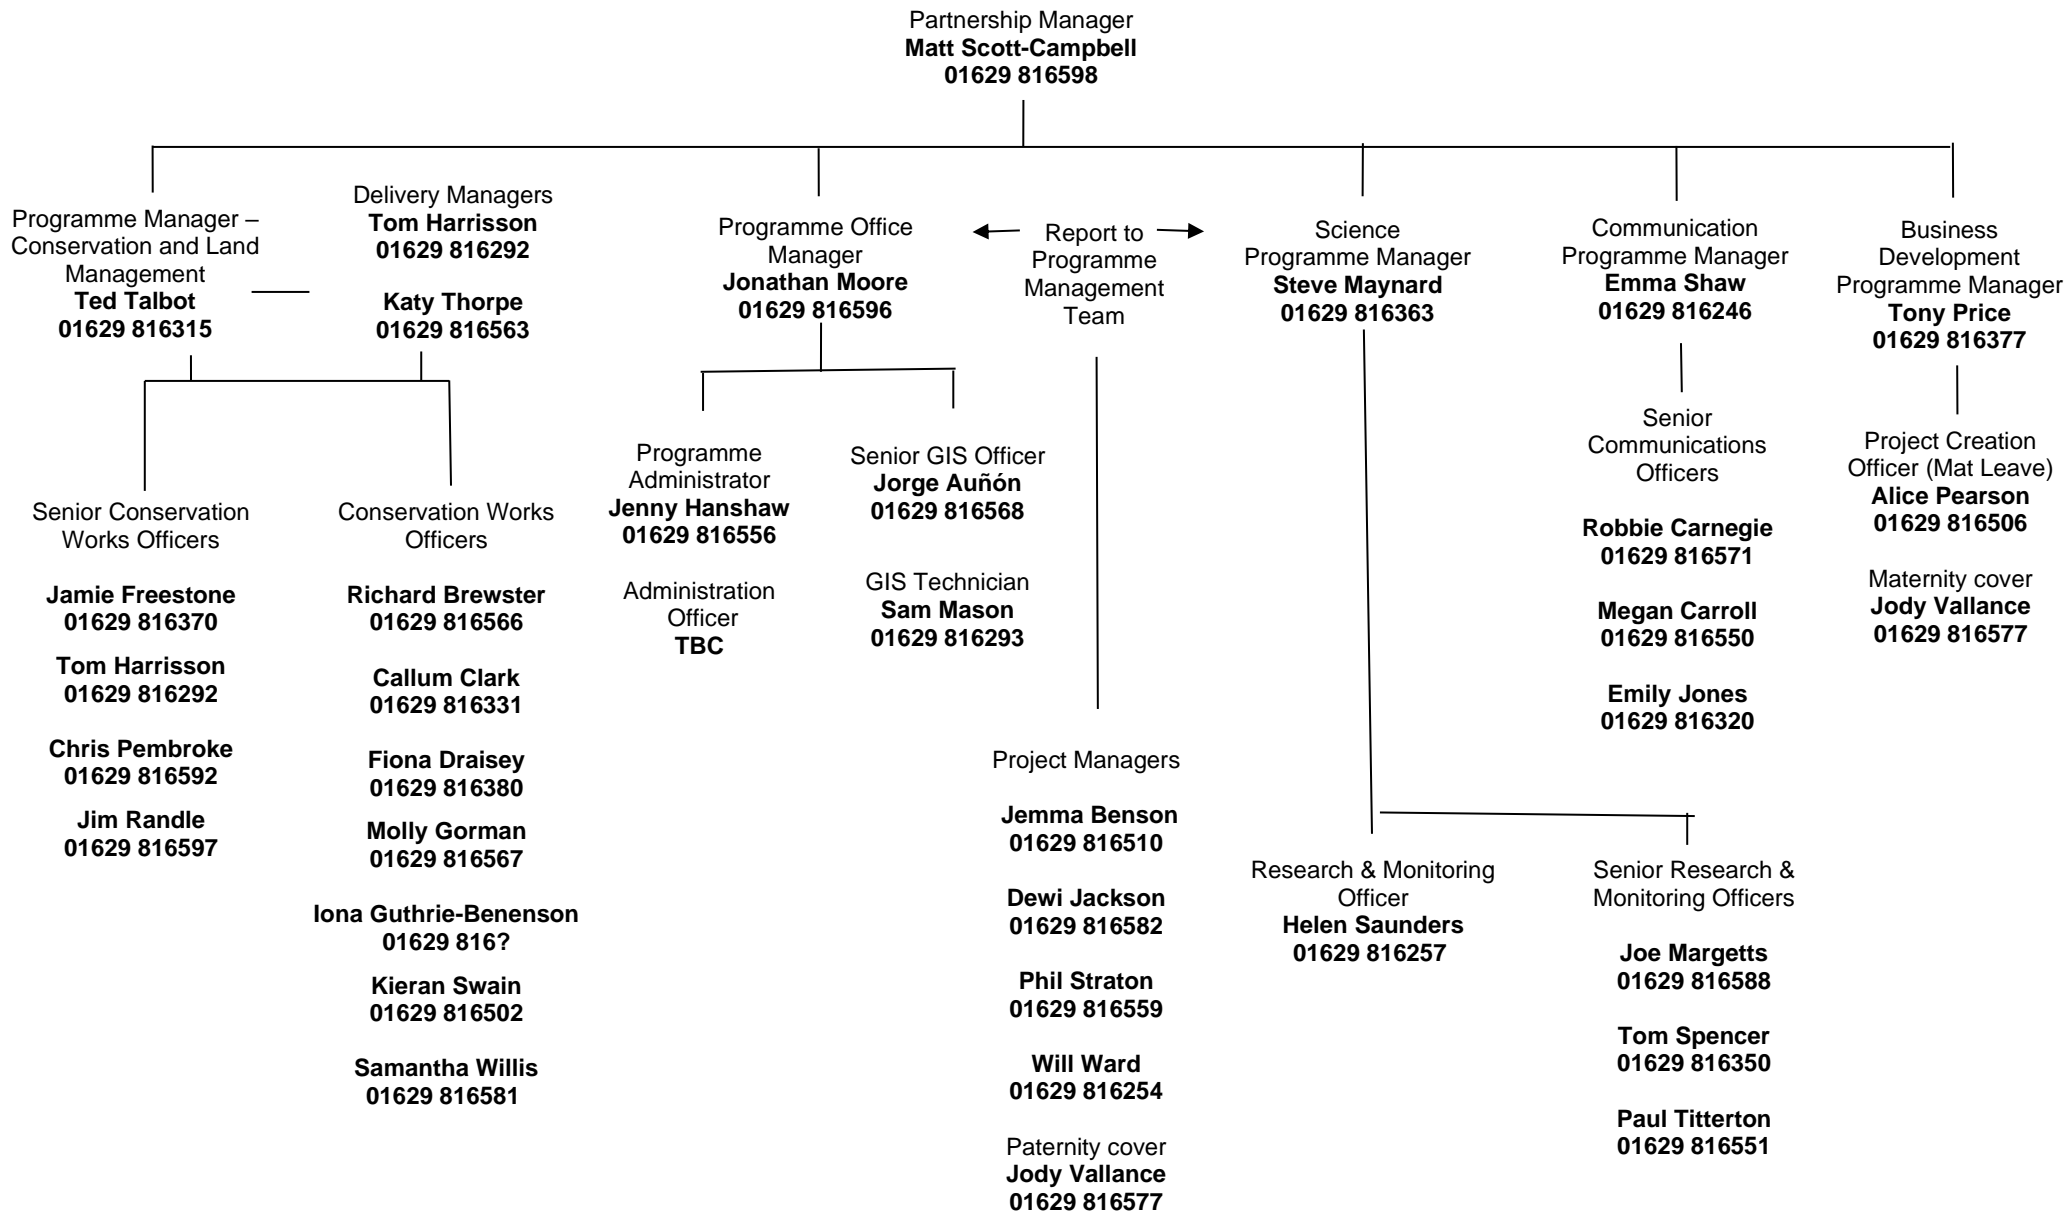 Partnership Manager
Matt Scott-Campbell
01629 816598
Programme Manager –
Conservation and Land
Management
Ted Talbot
01629 816315
Delivery Managers
Tom Harrisson
01629 816292
Katy Thorpe
01629 816563
Programme Office
Manager
Jonathan Moore
01629 816596
Report to
Programme
Management
Team
Science
Programme Manager
Steve Maynard
01629 816363
Communication
Programme Manager
Emma Shaw
01629 816246
Business
Development
Programme Manager
Tony Price
01629 816377
Senior Conservation
Works Officers
Jamie Freestone
01629 816370
Tom Harrisson
01629 816292
Chris Pembroke
01629 816592
Jim Randle
01629 816597
Conservation Works
Officers
Richard Brewster
01629 816566
Callum Clark
01629 816331
Fiona Draisey
01629 816380
Molly Gorman
01629 816567
Iona Guthrie-Benenson
01629 816?
Kieran Swain
01629 816502
Samantha Willis
01629 816581
Programme
Administrator
Jenny Hanshaw
01629 816556
Administration
Officer
TBC
Senior GIS Officer
Jorge Auñón
01629 816568
GIS Technician
Sam Mason
01629 816293
Project Managers
Jemma Benson
01629 816510
Dewi Jackson
01629 816582
Phil Straton
01629 816559
Will Ward
01629 816254
Paternity cover
Jody Vallance
01629 816577
Research & Monitoring
Officer
Helen Saunders
01629 816257
Senior Research &
Monitoring Officers
Joe Margetts
01629 816588
Tom Spencer
01629 816350
Paul Titterton
01629 816551
Senior
Communications
Officers
Robbie Carnegie
01629 816571
Megan Carroll
01629 816550
Emily Jones
01629 816320
Project Creation
Officer (Mat Leave)
Alice Pearson
01629 816506
Maternity cover
Jody Vallance
01629 816577